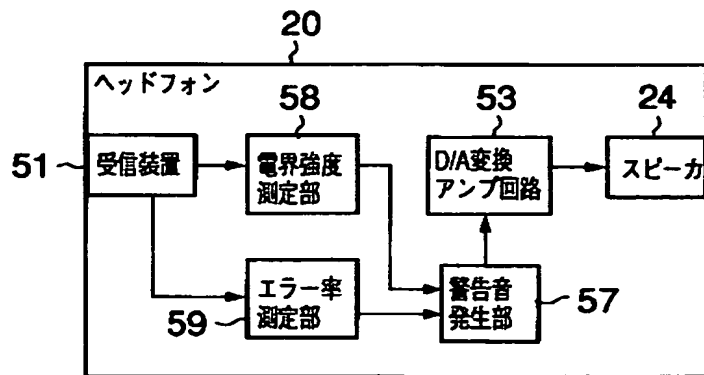 20
ヘッドフォン
58
53
24
51
受信装置
電界強度
測定部
D/A変換
アンプ回路
スピーカ
59
エラー率
測定部
警告音
発生部
57